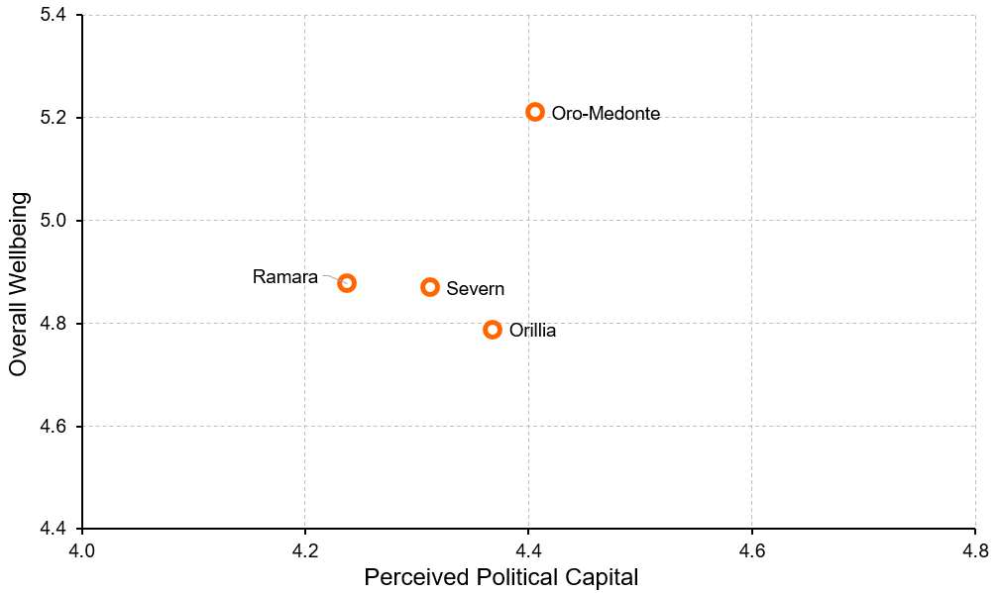 5.4
5.2
5.0
4.8
4.6
4.4
Overall Wellbeing
Oro-Medonte
Ramara
Severn
Orillia
4.0 4.2 4.4 4.6 4.8
Perceived Political Capital